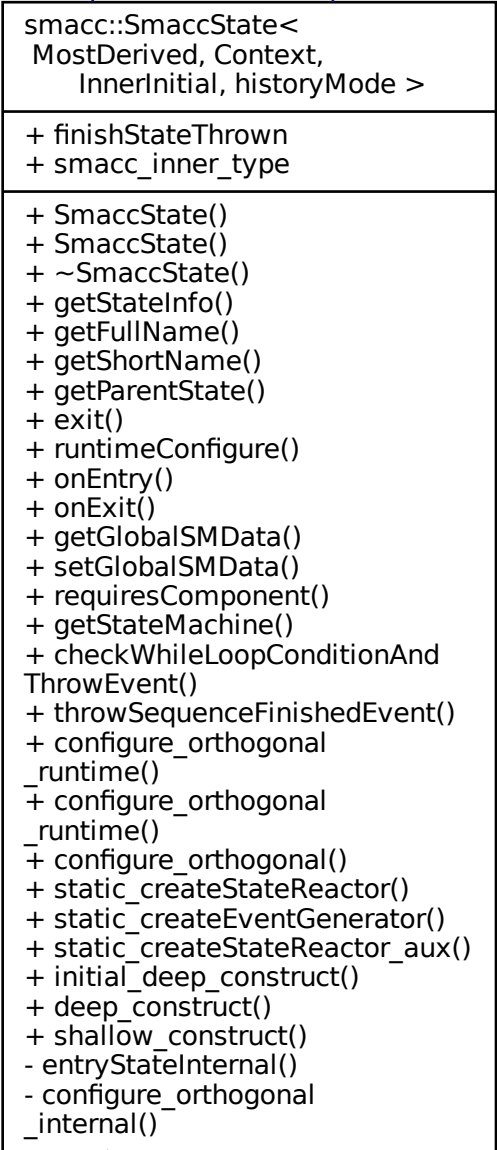 smacc::SmaccState<
MostDerived, Context,
InnerInitial, historyMode >
+ finishStateThrown
+ smacc_inner_type
+ SmaccState()
+ SmaccState()
+ ~SmaccState()
+ getStateInfo()
+ getFullName()
+ getShortName()
+ getParentState()
+ exit()
+ runtimeConfigure()
+ onEntry()
+ onExit()
+ getGlobalSMData()
+ setGlobalSMData()
+ requiresComponent()
+ getStateMachine()
+ checkWhileLoopConditionAnd
ThrowEvent()
+ throwSequenceFinishedEvent()
+ configure_orthogonal
_runtime()
+ configure_orthogonal
_runtime()
+ configure_orthogonal()
+ static_createStateReactor()
+ static_createEventGenerator()
+ static_createStateReactor_aux()
+ initial_deep_construct()
+ deep_construct()
+ shallow_construct()
- entryStateInternal()
- configure_orthogonal
_internal()